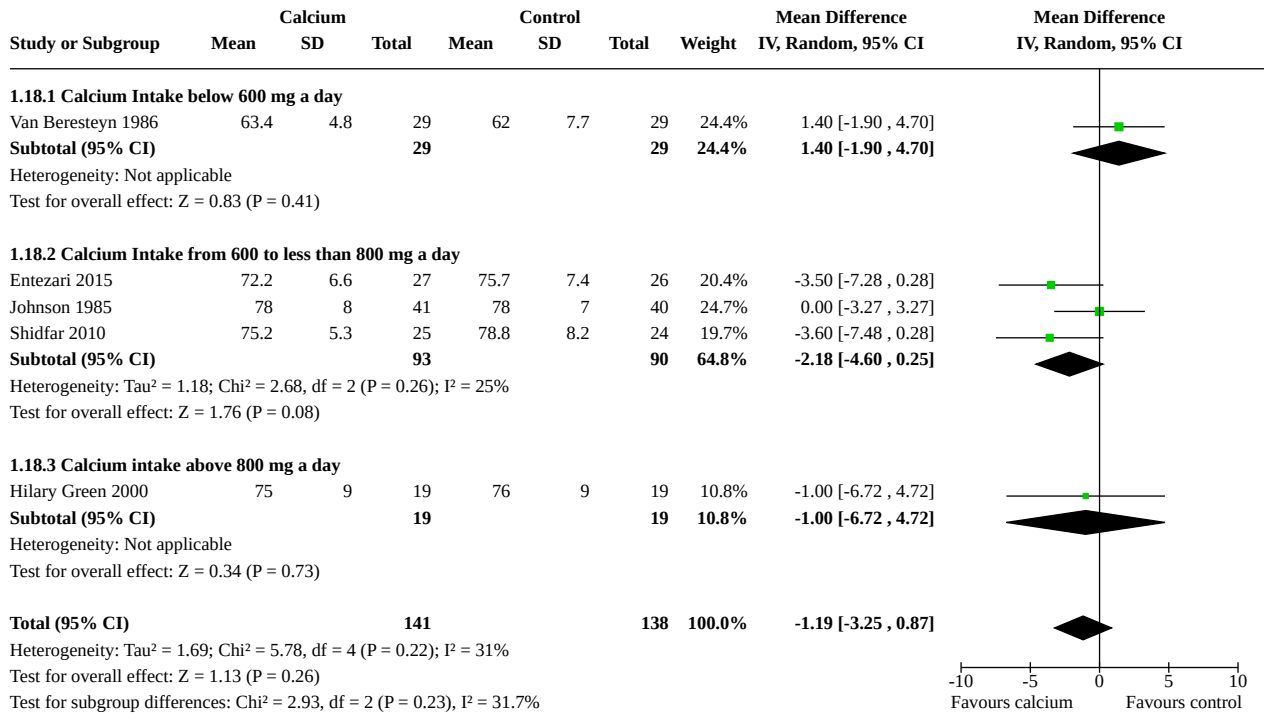 Calcium Control Mean Difference Mean Difference
Study or Subgroup Mean SD Total Mean SD Total Weight IV, Random, 95% CI IV, Random, 95% CI
1.18.1 Calcium Intake below 600 mg a day
Van Beresteyn 1986 63.4 4.8 29 62 7.7 29 24.4% 1.40 [-1.90 , 4.70]
Subtotal (95% CI) 29 29 24.4% 1.40 [-1.90 , 4.70]
Heterogeneity: Not applicable
Test for overall effect: Z = 0.83 (P = 0.41)
1.18.2 Calcium Intake from 600 to less than 800 mg a day
Entezari 2015 72.2 6.6 27 75.7 7.4 26 20.4% -3.50 [-7.28 , 0.28]
Johnson 1985 78 8 41 78 7 40 24.7% 0.00 [-3.27 , 3.27]
Shidfar 2010 75.2 5.3 25 78.8 8.2 24 19.7% -3.60 [-7.48 , 0.28]
Subtotal (95% CI) 93 90 64.8% -2.18 [-4.60 , 0.25]
Heterogeneity: Tau² = 1.18; Chi² = 2.68, df = 2 (P = 0.26); I² = 25%
Test for overall effect: Z = 1.76 (P = 0.08)
1.18.3 Calcium intake above 800 mg a day
Hilary Green 2000 75 9 19 76 9 19 10.8% -1.00 [-6.72 , 4.72]
Subtotal (95% CI) 19 19 10.8% -1.00 [-6.72 , 4.72]
Heterogeneity: Not applicable
Test for overall effect: Z = 0.34 (P = 0.73)
Total (95% CI) 141 138 100.0% -1.19 [-3.25 , 0.87]
Heterogeneity: Tau² = 1.69; Chi² = 5.78, df = 4 (P = 0.22); I² = 31%
Test for overall effect: Z = 1.13 (P = 0.26)
-10 -5 0 5 10
Test for subgroup differences: Chi² = 2.93, df = 2 (P = 0.23), I² = 31.7%
Favours calcium Favours control